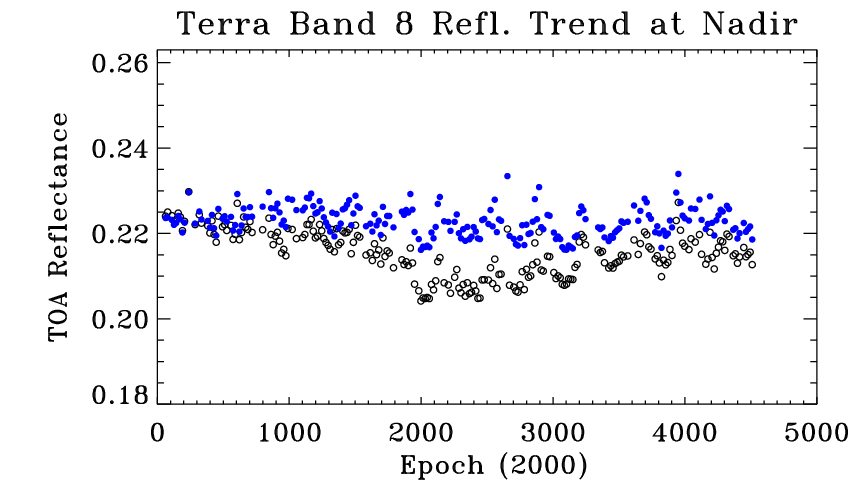 Terra Band 8 Refl. Trend at Nadir
0.26
0.24
0.22
0.20
0.18
TOA Reflectance
0 1000 2000 3000 4000 5000
Epoch (2000)